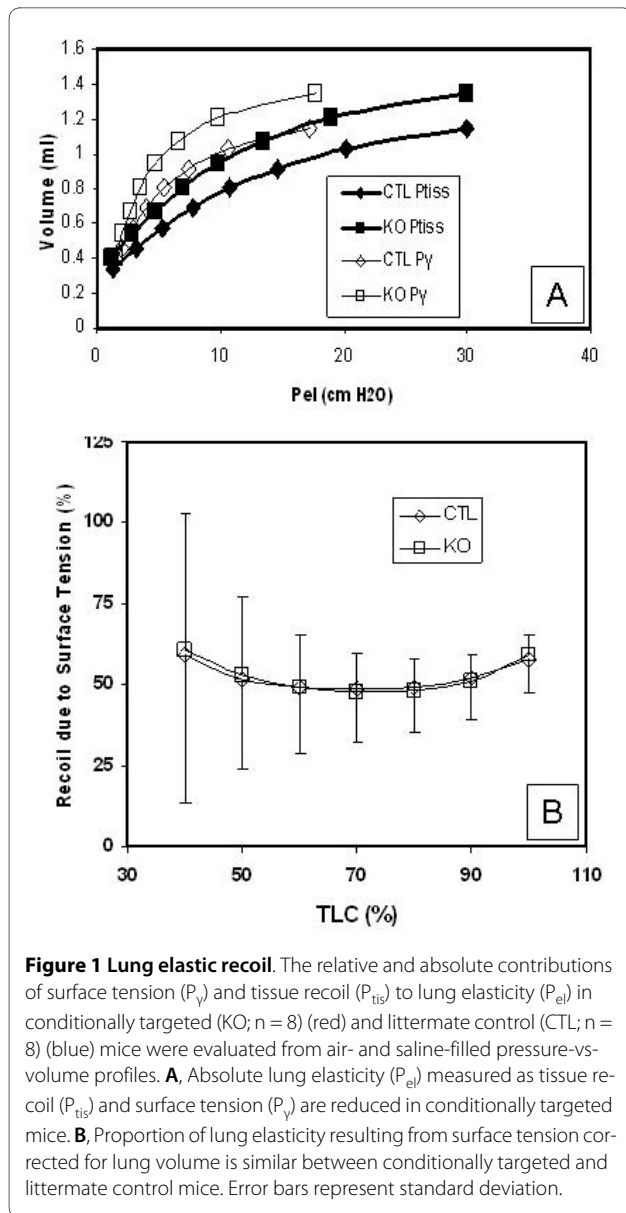 1.6
1.4
1.2
1
0.8
0.6
0.4
0.2
0
Volume (ml)
CTL Ptiss
KO Ptiss
CTL Pγ
KO Pγ
A
0 10 20 30 40
Pel (cm H2O)
125
100
75
50
25
0
Recoil due to Surface Tension (%)
CTL
KO
B
30 50 70 90 110
TLC (%)
Figure 1 Lung elastic recoil. The relative and absolute contributions
of surface tension (Pγ) and tissue recoil (Ptis) to lung elasticity (Pel) in
conditionally targeted (KO; n = 8) (red) and littermate control (CTL; n =
8) (blue) mice were evaluated from air- and saline-filled pressure-vs-
volume profiles. A, Absolute lung elasticity (Pel) measured as tissue re-
coil (Ptis) and surface tension (Pγ) are reduced in conditionally targeted
mice. B, Proportion of lung elasticity resulting from surface tension cor-
rected for lung volume is similar between conditionally targeted and
littermate control mice. Error bars represent standard deviation.